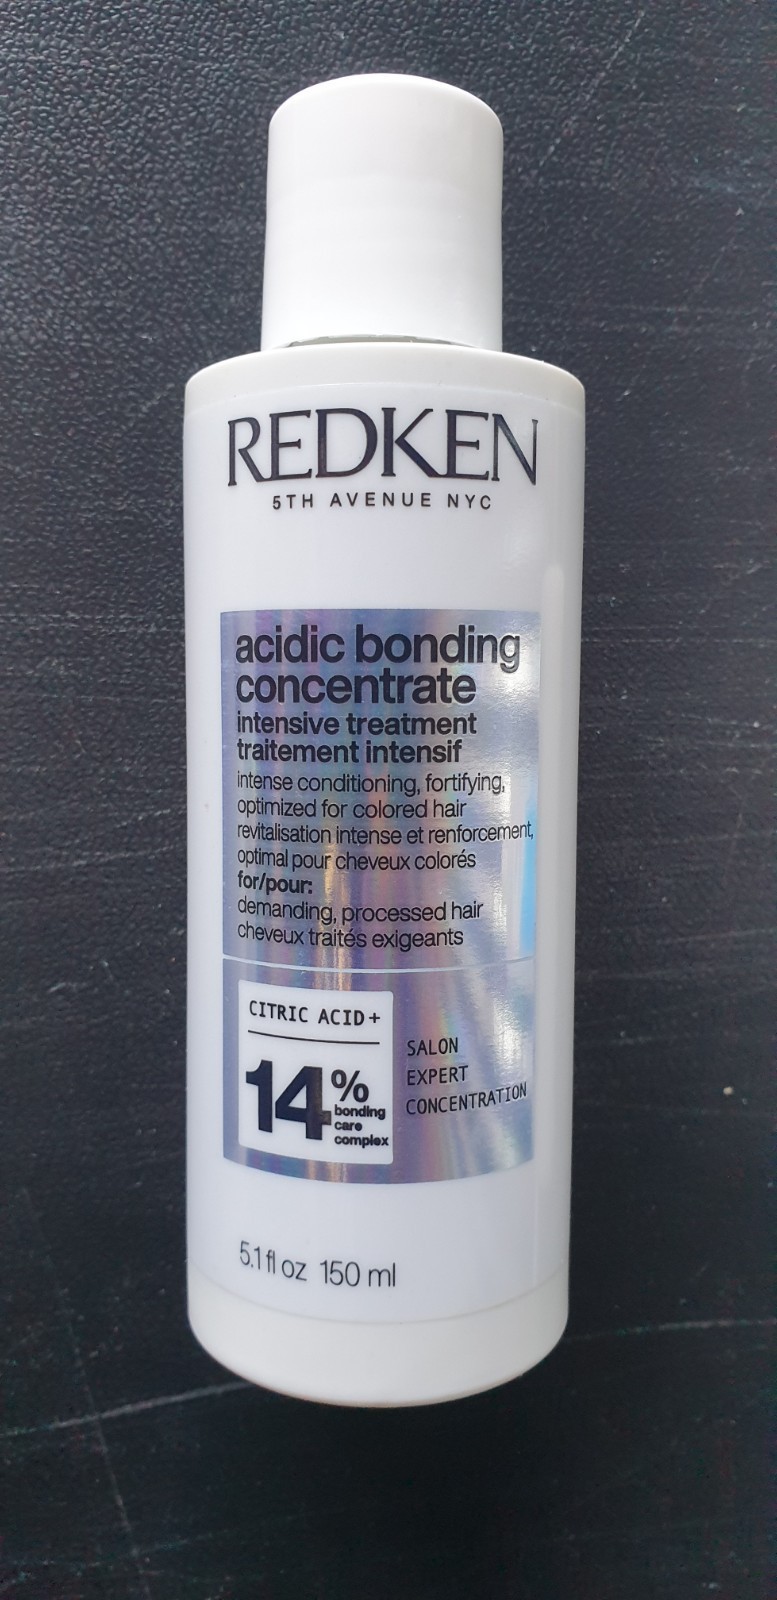 REDKEN
5TH AVENUE NYC
acidic bonding
concentrate
intensive treatment
traitement intensif
intense conditioning, fortifying,
optimized for colored hair
revitalisation intense et renforcement,
optimal pour cheveux colorés
for/pour:
demanding, processed hair
cheveux traités exigeants
CITRIC ACID+
14%
bonding
care
complex
SALON
EXPERT
CONCENTRATION
5.1 fl oz 150 ml